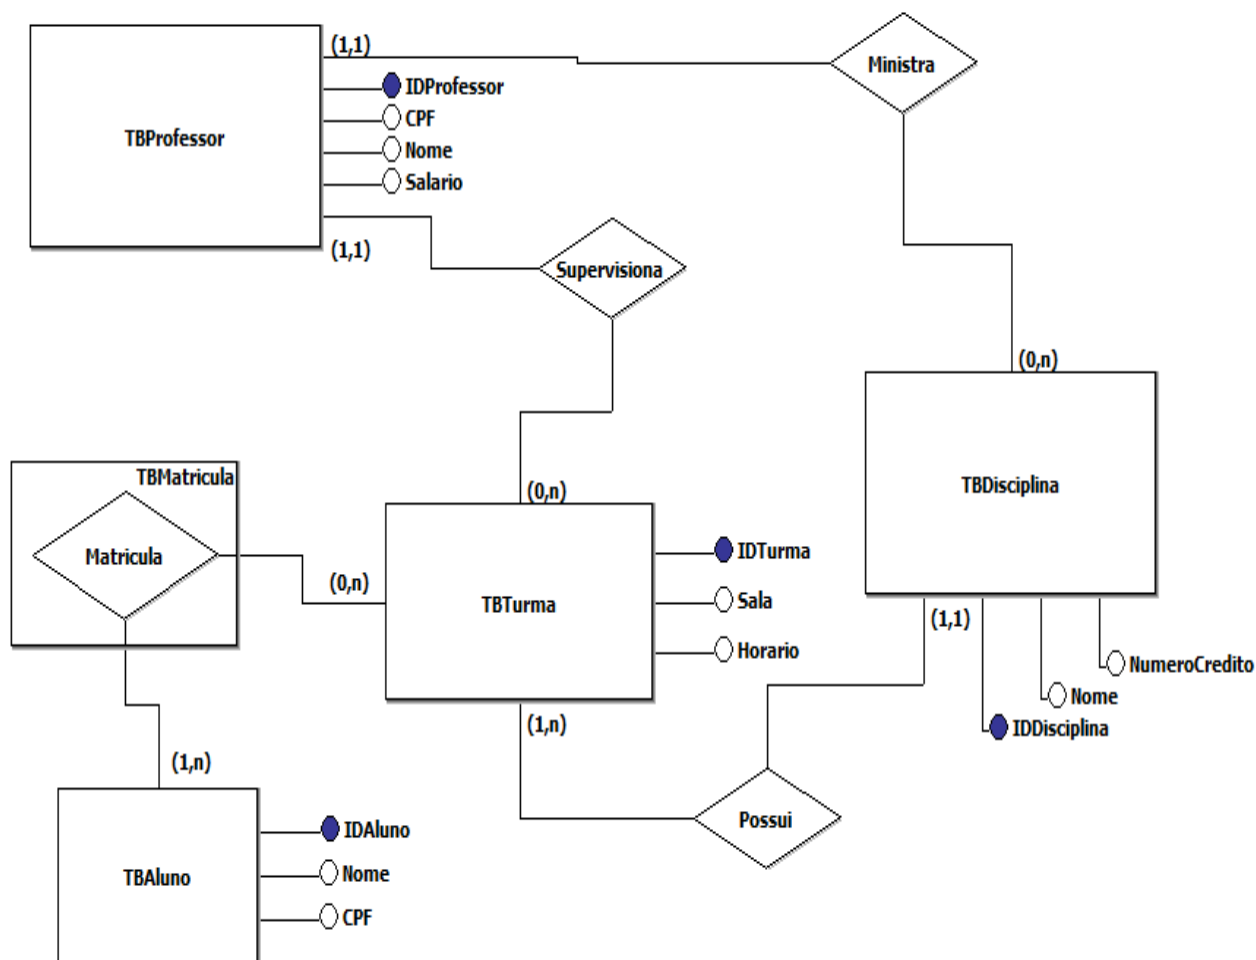 (1,1)
Ministra
IDProfessor
CPF
TBProfessor
Nome
Salario
(1,1)
Supervisiona
(0,n)
TBDisciplina
TBMatricula
(0,n)
Matricula
IDTurma
(0,n)
TBTurma
Sala
(1,1)
Horario
NumeroCredito
Nome
(1,n)
IDDisciplina
(1,n)
Possui
IDAluno
TBAluno
Nome
CPF